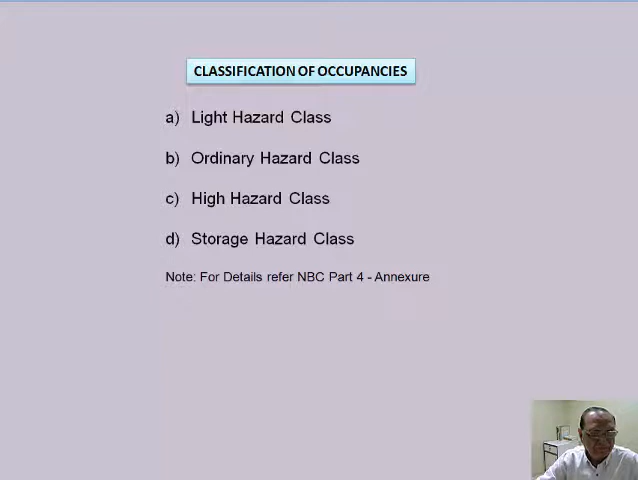 CLASSIFICATION OF OCCUPANCIES
a) Light Hazard Class
b) Ordinary Hazard Class
c) High Hazard Class
d) Storage Hazard Class
Note: For Details refer NBC Part 4 - Annexure